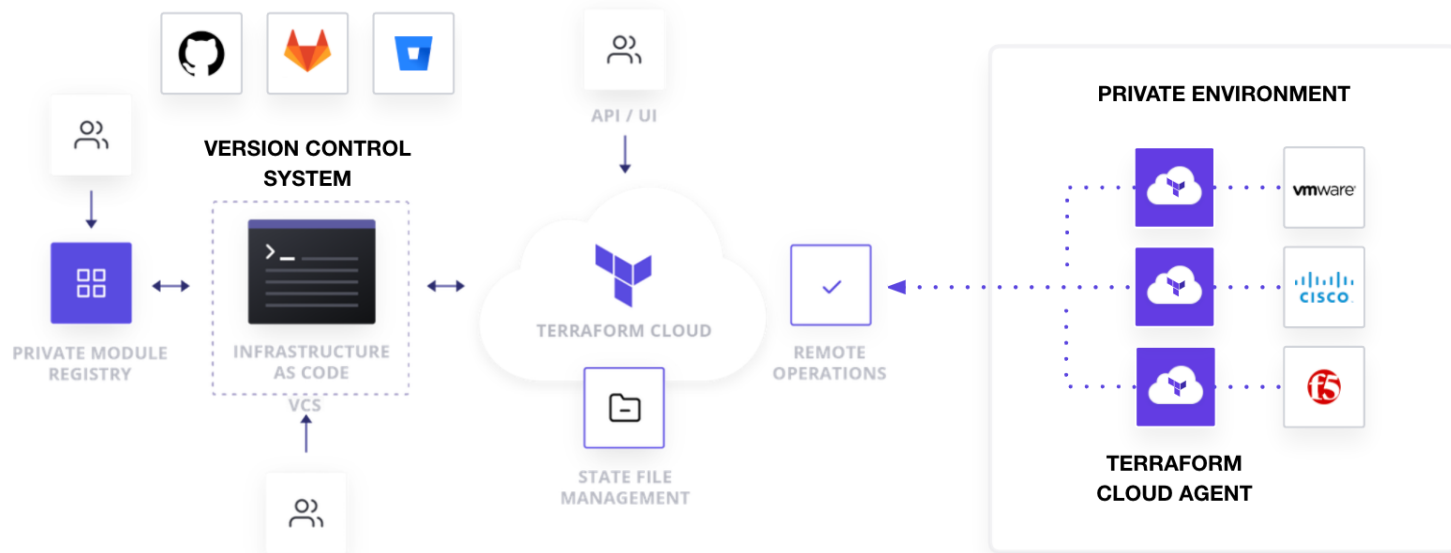 API / UI
VERSION CONTROL
SYSTEM
PRIVATE MODULE
REGISTRY
INFRASTRUCTURE
AS CODE
VCS
TERRAFORM CLOUD
STATE FILE
MANAGEMENT
REMOTE
OPERATIONS
PRIVATE ENVIRONMENT
vmware
CISCO
f5
TERRAFORM
CLOUD AGENT